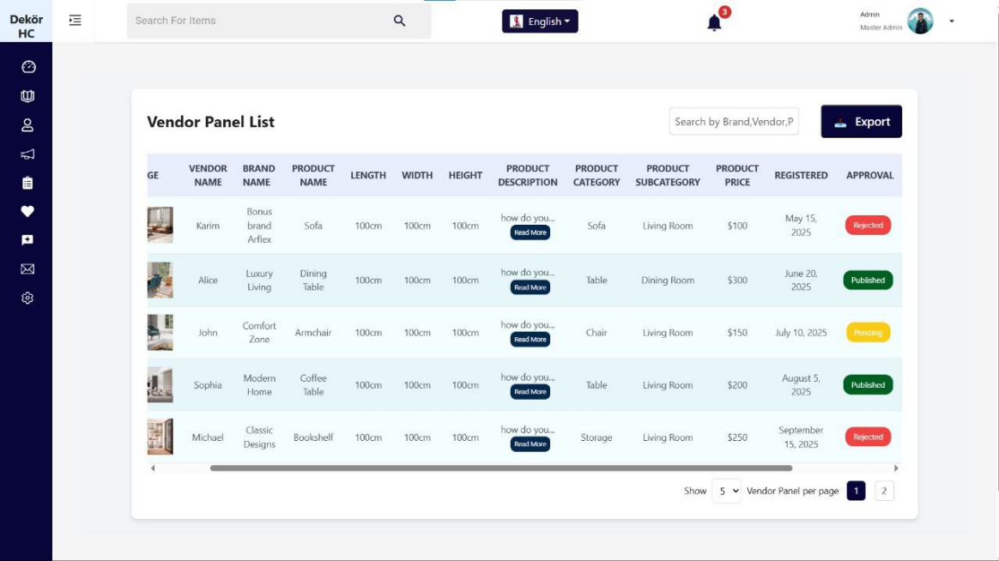 Dekör
HC
Search For Items
English
3
Admin
Master Admin
Vendor Panel List
Search by Brand,Vendor,P
Export
GE VENDOR NAME BRAND NAME PRODUCT NAME LENGTH WIDTH HEIGHT PRODUCT DESCRIPTION PRODUCT CATEGORY PRODUCT SUBCATEGORY PRODUCT PRICE REGISTERED APPROVAL
Karim Bonus brand Arflex Sofa 100cm 100cm 100cm how do you... Read More Sofa Living Room $100 May 15, 2025 Rejected
Alice Luxury Living Dining Table 100cm 100cm 100cm how do you... Read More Table Dining Room $300 June 20, 2025 Published
John Comfort Zone Armchair 100cm 100cm 100cm how do you... Read More Chair Living Room $150 July 10, 2025 Pending
Sophia Modern Home Coffee Table 100cm 100cm 100cm how do you... Read More Table Living Room $200 August 5, 2025 Published
Michael Classic Designs Bookshelf 100cm 100cm 100cm how do you... Read More Storage Living Room $250 September 15, 2025 Rejected
Show 5 Vendor Panel per page 1 2